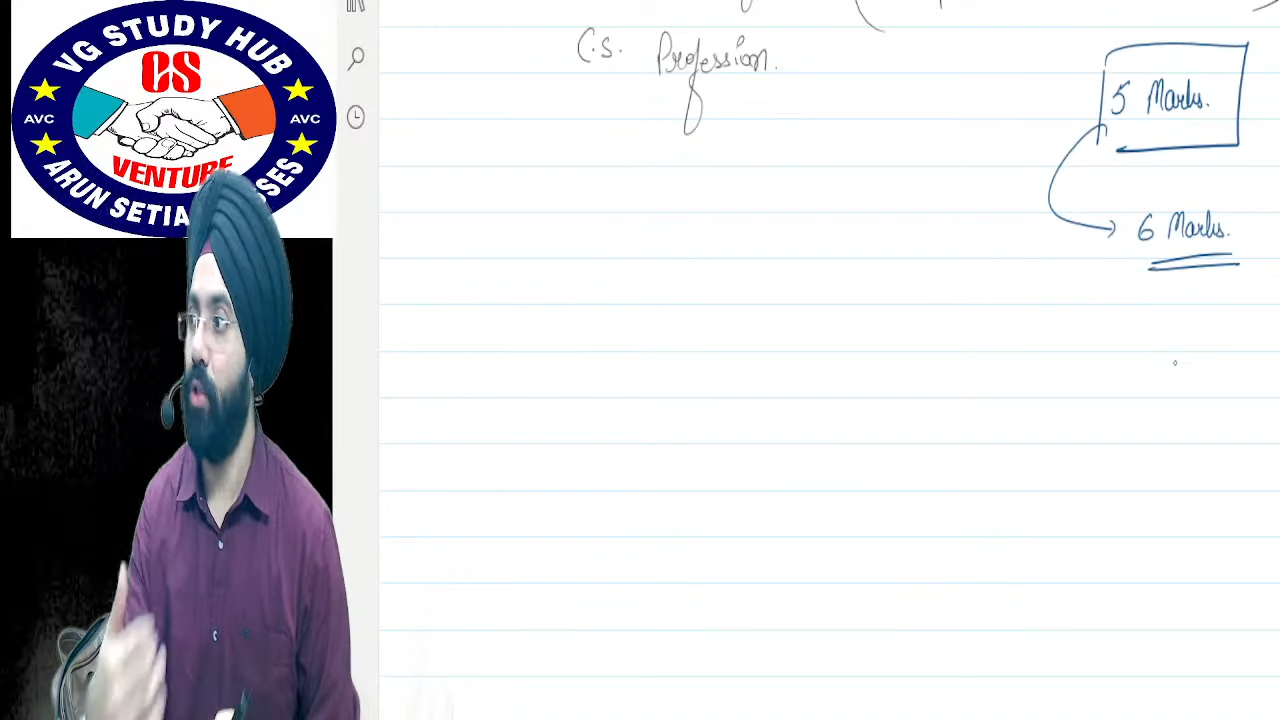 VG STUDY HUB
CS
AVC
AVC
VENTURE
ARUN SETIA
SES
C.S. Profession.
5 Marks.
6 Marks.